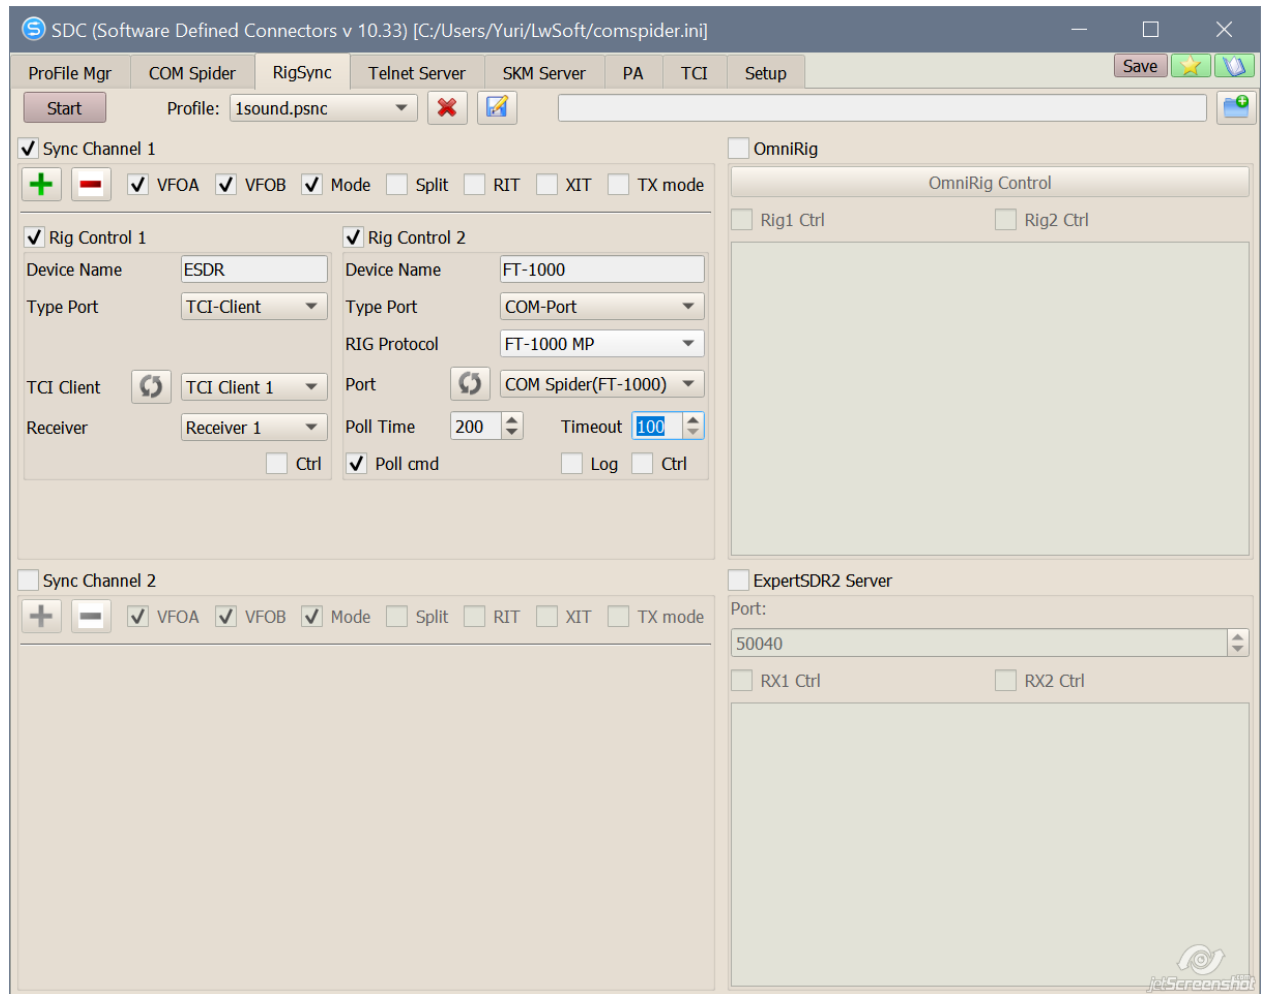 SDC (Software Defined Connectors v 10.33) [C:/Users/Yuri/LwSoft/comspider.ini]
ProFile Mgr COM Spider RigSync Telnet Server SKM Server PA TCI Setup Save
Start Profile: 1sound.psnc
Sync Channel 1
VFOA VFOB Mode Split RIT XIT TX mode
Rig Control 1
Device Name ESDR
Type Port TCI-Client
TCI Client TCI Client 1
Receiver Receiver 1
Ctrl
Rig Control 2
Device Name FT-1000
Type Port COM-Port
RIG Protocol FT-1000 MP
Port COM Spider(FT-1000)
Poll Time 200 Timeout 100
Poll cmd Log Ctrl
OmniRig
OmniRig Control
Rig1 Ctrl Rig2 Ctrl
Sync Channel 2
VFOA VFOB Mode Split RIT XIT TX mode
ExpertSDR2 Server
Port:
50040
RX1 Ctrl RX2 Ctrl
jetScreenshot